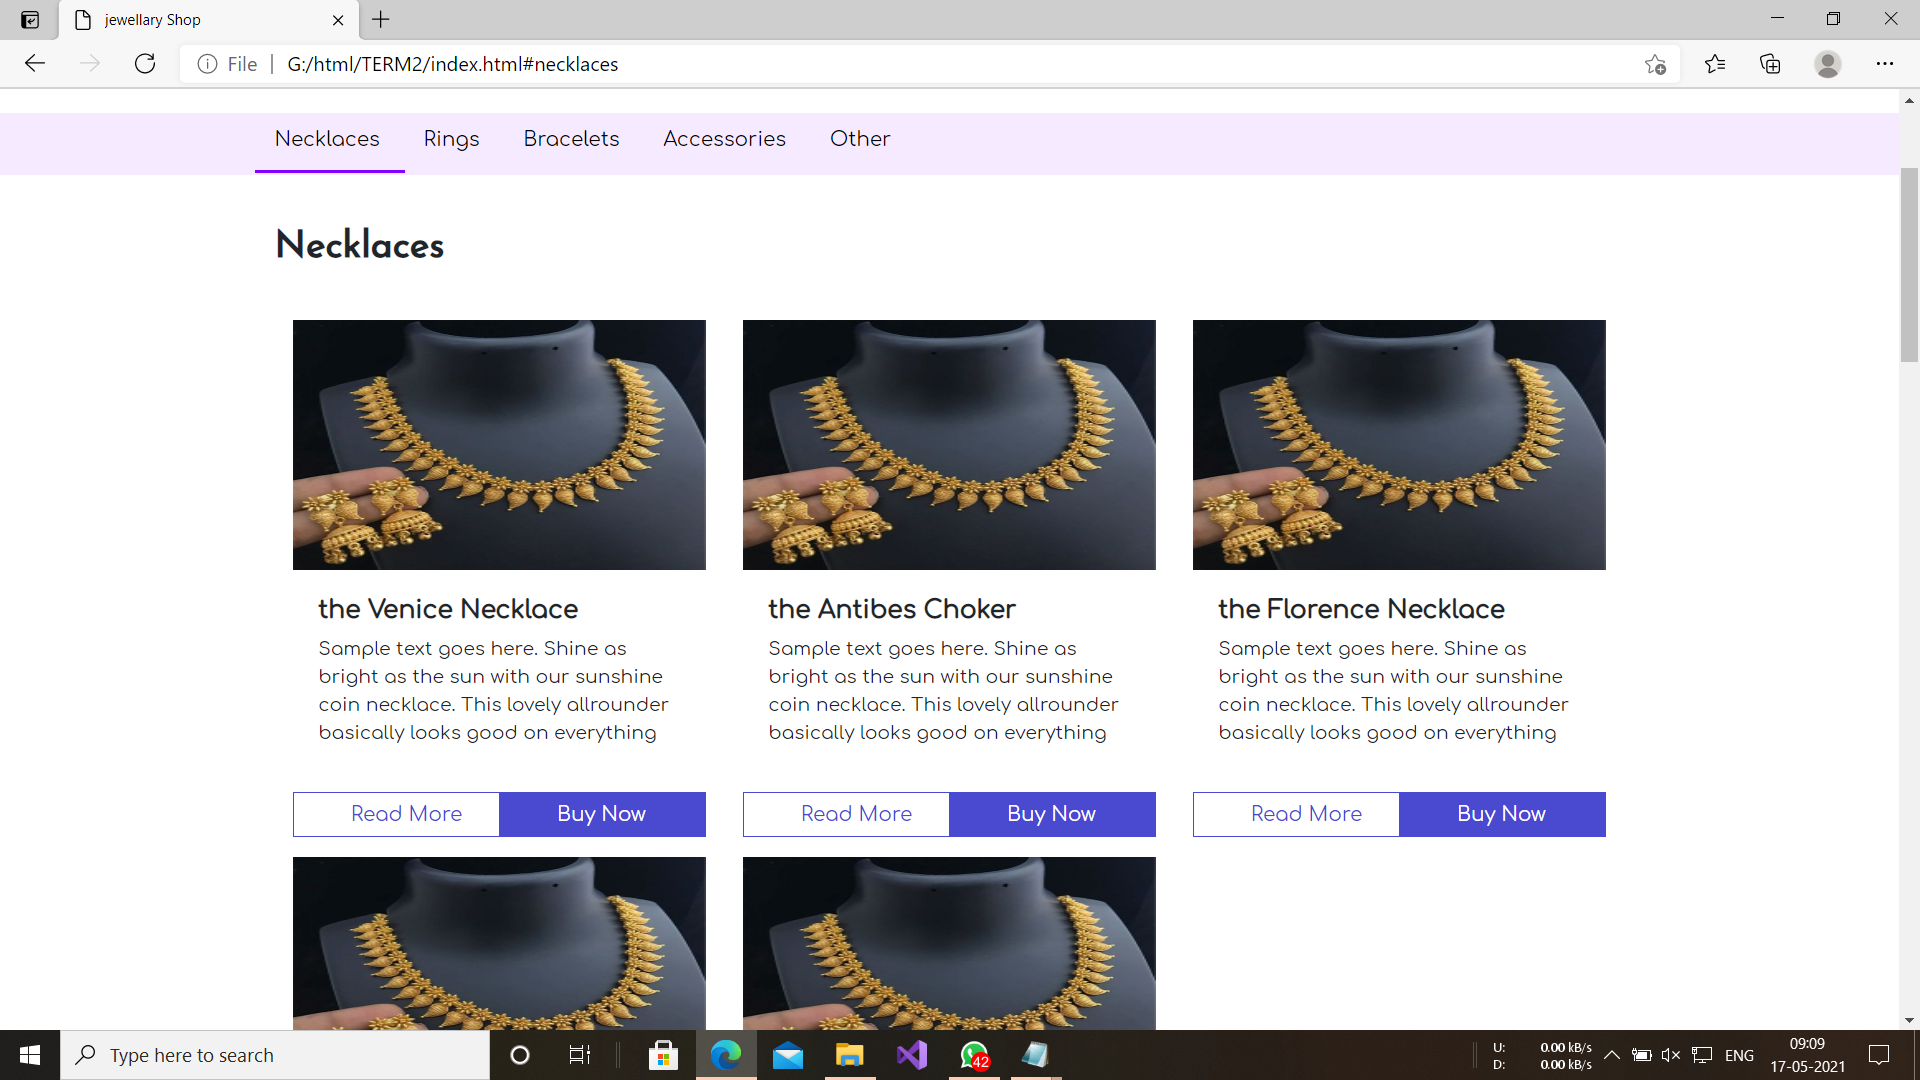 jewellary Shop
File
G:/html/TERM2/index.html#necklaces
Necklaces Rings Bracelets Accessories Other
Necklaces
the Venice Necklace
Sample text goes here. Shine as
bright as the sun with our sunshine
coin necklace. This lovely allrounder
basically looks good on everything
Read More Buy Now
the Antibes Choker
Sample text goes here. Shine as
bright as the sun with our sunshine
coin necklace. This lovely allrounder
basically looks good on everything
Read More Buy Now
the Florence Necklace
Sample text goes here. Shine as
bright as the sun with our sunshine
coin necklace. This lovely allrounder
basically looks good on everything
Read More Buy Now
Type here to search
42
U: 0.00 kB/s
D: 0.00 kB/s
ENG
09:09
17-05-2021